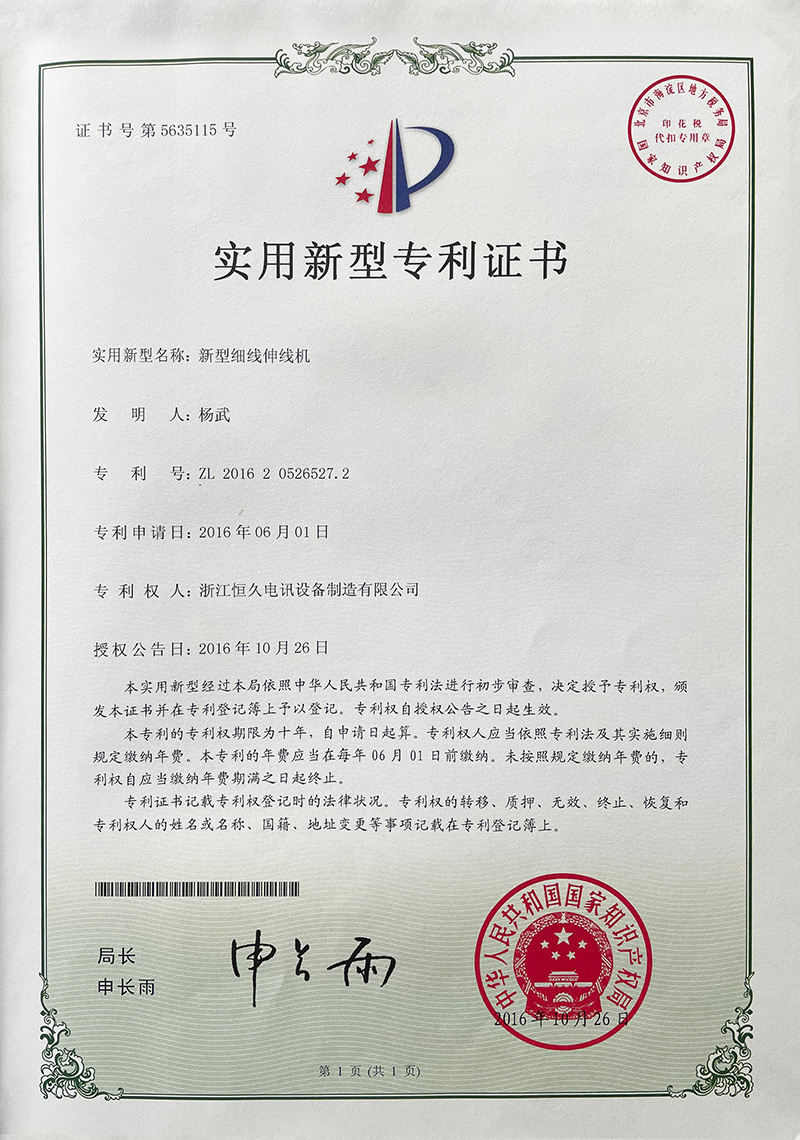 证书号第5635115号
北京市海淀区地方税务局
印花税
代扣专用章
国家知识产权局
实用新型专利证书
实用新型名称：新型细线伸线机
发明人：杨武
专利号：ZL 2016 2 0526527.2
专利申请日：2016年06月01日
专利权人：浙江恒久电讯设备制造有限公司
授权公告日：2016年10月26日
本实用新型经过本局依照中华人民共和国专利法进行初步审查，决定授予专利权，颁
发本证书并在专利登记簿上予以登记。专利权自授权公告之日起生效。
本专利的专利权期限为十年，自申请日起算。专利权人应当依照专利法及其实施细则
规定缴纳年费。本专利的年费应当在每年06月01日前缴纳。未按照规定缴纳年费的，专
利权自应当缴纳年费期满之日起终止。
专利证书记载专利权登记时的法律状况。专利权的转移、质押、无效、终止、恢复和
专利权人的姓名或名称、国籍、地址变更等事项记载在专利登记簿上。
局长
申长雨
申长雨
中华人民共和国国家知识产权局
2016年10月26日
第1页(共1页)